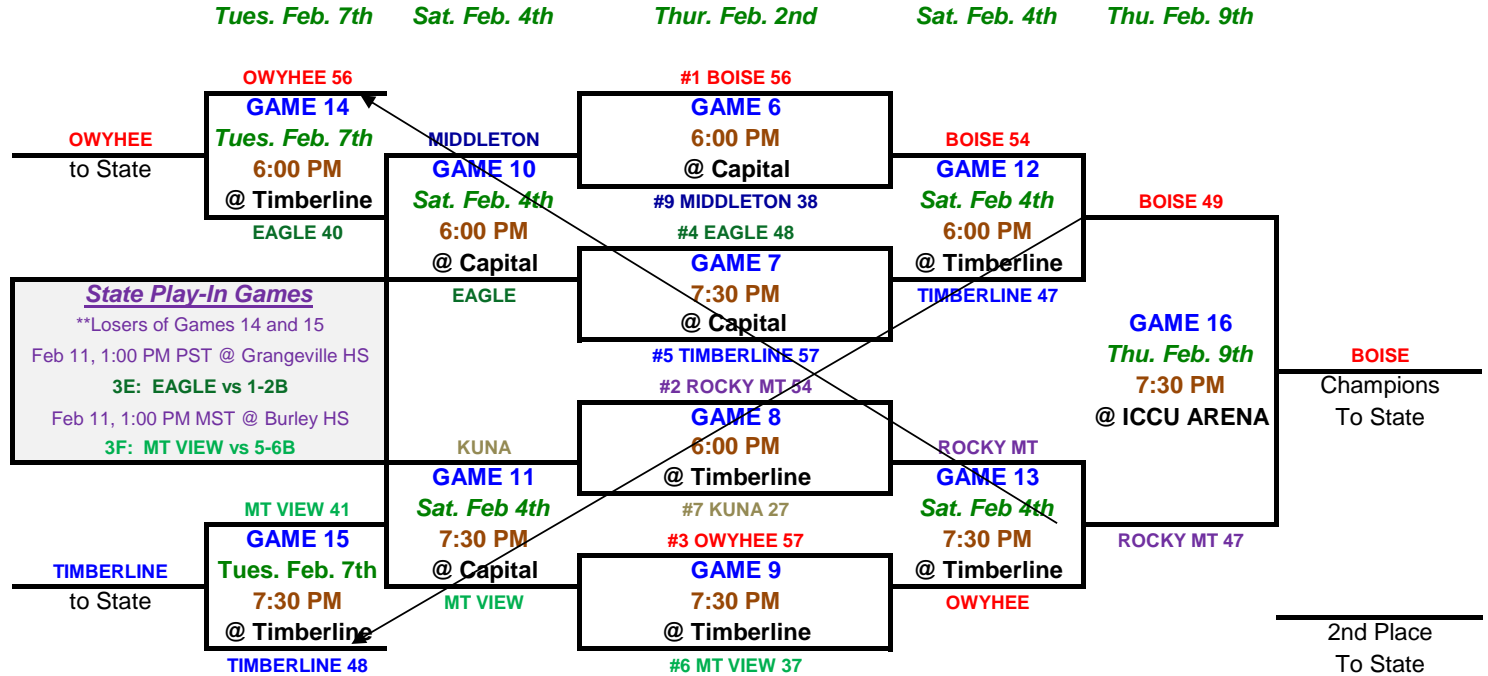 Tues. Feb. 7th
Sat. Feb. 4th
Thur. Feb. 2nd
Sat. Feb. 4th
Thu. Feb. 9th
OWYHEE 56
GAME 14
Tues. Feb. 7th
6:00 PM
@ Timberline
EAGLE 40
OWYHEE
to State
State Play-In Games
**Losers of Games 14 and 15
Feb 11, 1:00 PM PST @ Grangeville HS
3E: EAGLE vs 1-2B
Feb 11, 1:00 PM MST @ Burley HS
3F: MT VIEW vs 5-6B
MT VIEW 41
GAME 15
Tues. Feb. 7th
7:30 PM
@ Timberline
TIMBERLINE 48
TIMBERLINE
to State
MIDDLETON
GAME 10
Sat. Feb. 4th
6:00 PM
@ Capital
EAGLE
KUNA
GAME 11
Sat. Feb 4th
7:30 PM
@ Capital
MT VIEW
#1 BOISE 56
GAME 6
6:00 PM
@ Capital
#9 MIDDLETON 38
#4 EAGLE 48
GAME 7
7:30 PM
@ Capital
#5 TIMBERLINE 57
#2 ROCKY MT 54
GAME 8
6:00 PM
@ Timberline
#7 KUNA 27
#3 OWYHEE 57
GAME 9
7:30 PM
@ Timberline
#6 MT VIEW 37
BOISE 54
GAME 12
Sat. Feb 4th
6:00 PM
@ Timberline
TIMBERLINE 47
ROCKY MT
GAME 13
Sat. Feb 4th
7:30 PM
@ Timberline
OWYHEE
BOISE 49
GAME 16
Thu. Feb. 9th
7:30 PM
@ ICCU ARENA
ROCKY MT 47
BOISE
Champions
To State
2nd Place
To State